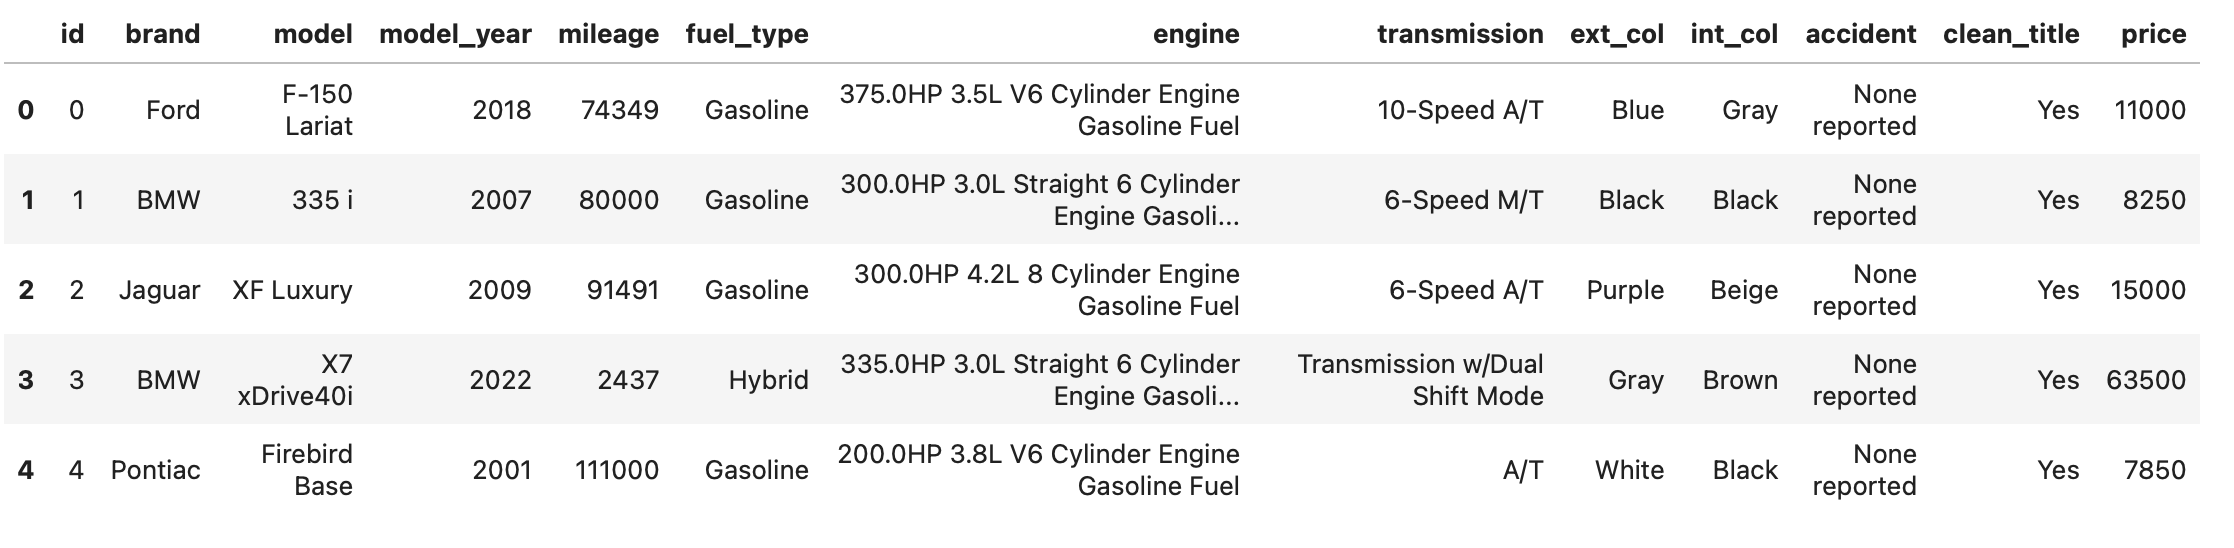 id brand model model_year mileage fuel_type engine transmission ext_col int_col accident clean_title price
0 0 Ford F-150 Lariat 2018 74349 Gasoline 375.0HP 3.5L V6 Cylinder Engine Gasoline Fuel 10-Speed A/T Blue Gray None reported Yes 11000
1 1 BMW 335 i 2007 80000 Gasoline 300.0HP 3.0L Straight 6 Cylinder Engine Gasoli... 6-Speed M/T Black Black None reported Yes 8250
2 2 Jaguar XF Luxury 2009 91491 Gasoline 300.0HP 4.2L 8 Cylinder Engine Gasoline Fuel 6-Speed A/T Purple Beige None reported Yes 15000
3 3 BMW X7 xDrive40i 2022 2437 Hybrid 335.0HP 3.0L Straight 6 Cylinder Engine Gasoli... Transmission w/Dual Shift Mode Gray Brown None reported Yes 63500
4 4 Pontiac Firebird Base 2001 111000 Gasoline 200.0HP 3.8L V6 Cylinder Engine Gasoline Fuel A/T White Black None reported Yes 7850